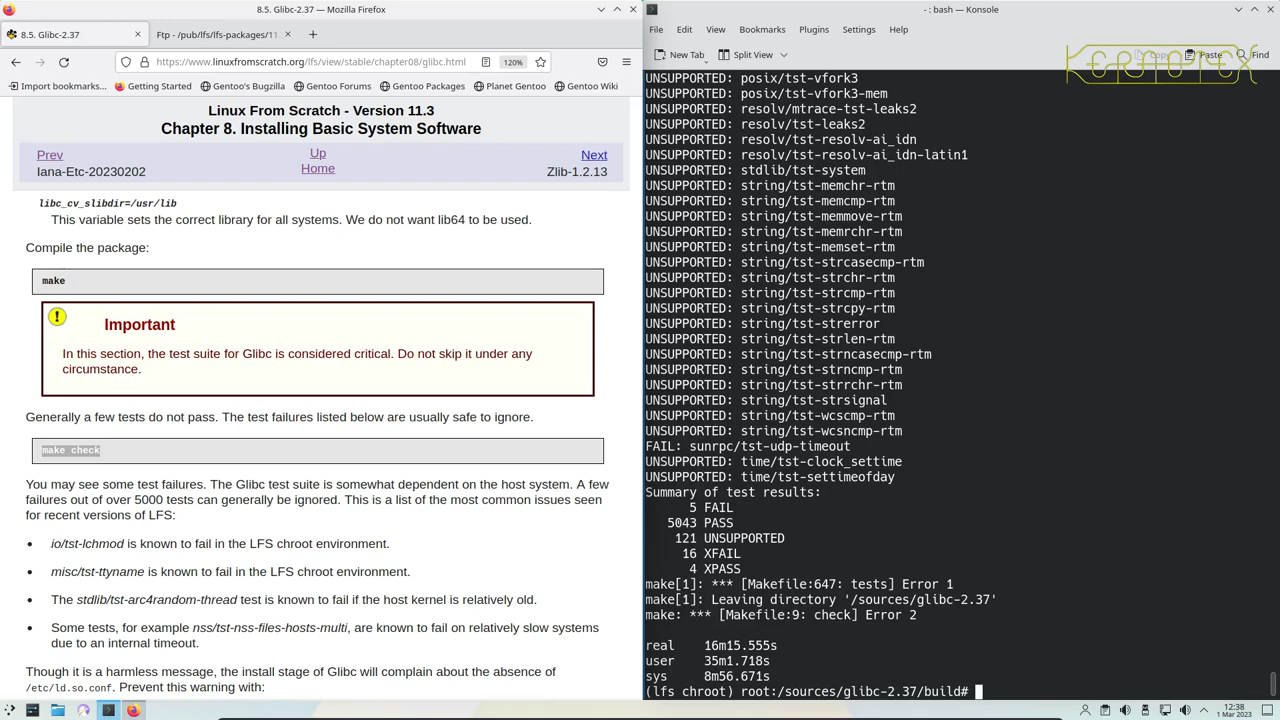 8.5. Glibc-2.37 — Mozilla Firefox
8.5. Glibc-2.37
Ftp - /pub/lfs/lfs-packages/11.
https://www.linuxfromscratch.org/lfs/view/stable/chapter08/glibc.html
120%
Import bookmarks...
Getting Started
Gentoo's Bugzilla
Gentoo Forums
Gentoo Packages
Planet Gentoo
Gentoo Wiki
Linux From Scratch - Version 11.3
Chapter 8. Installing Basic System Software
Prev
Up
Next
Iana-Etc-20230202
Home
Zlib-1.2.13
libc_cv_slibdir=/usr/lib
This variable sets the correct library for all systems. We do not want lib64 to be used.
Compile the package:
make
Important
In this section, the test suite for Glibc is considered critical. Do not skip it under any
circumstance.
Generally a few tests do not pass. The test failures listed below are usually safe to ignore.
make check
You may see some test failures. The Glibc test suite is somewhat dependent on the host system. A few
failures out of over 5000 tests can generally be ignored. This is a list of the most common issues seen
for recent versions of LFS:
• io/tst-lchmod is known to fail in the LFS chroot environment.
• misc/tst-ttyname is known to fail in the LFS chroot environment.
• The stdlib/tst-arc4random-thread test is known to fail if the host kernel is relatively old.
• Some tests, for example nss/tst-nss-files-hosts-multi, are known to fail on relatively slow systems
due to an internal timeout.
Though it is a harmless message, the install stage of Glibc will complain about the absence of
/etc/ld.so.conf. Prevent this warning with:
- : bash — Konsole
File Edit View Bookmarks Plugins Settings Help
New Tab
Split View
Copy
Paste
Find
UNSUPPORTED: posix/tst-vfork3
UNSUPPORTED: posix/tst-vfork3-mem
UNSUPPORTED: resolv/mtrace-tst-leaks2
UNSUPPORTED: resolv/tst-leaks2
UNSUPPORTED: resolv/tst-resolv-ai_idn
UNSUPPORTED: resolv/tst-resolv-ai_idn-latin1
UNSUPPORTED: stdlib/tst-system
UNSUPPORTED: string/tst-memchr-rtm
UNSUPPORTED: string/tst-memcmp-rtm
UNSUPPORTED: string/tst-memmove-rtm
UNSUPPORTED: string/tst-memrchr-rtm
UNSUPPORTED: string/tst-memset-rtm
UNSUPPORTED: string/tst-strcasecmp-rtm
UNSUPPORTED: string/tst-strchr-rtm
UNSUPPORTED: string/tst-strcmp-rtm
UNSUPPORTED: string/tst-strcpy-rtm
UNSUPPORTED: string/tst-strerror
UNSUPPORTED: string/tst-strlen-rtm
UNSUPPORTED: string/tst-strncasecmp-rtm
UNSUPPORTED: string/tst-strncmp-rtm
UNSUPPORTED: string/tst-strrchr-rtm
UNSUPPORTED: string/tst-strsignal
UNSUPPORTED: string/tst-wcscmp-rtm
UNSUPPORTED: string/tst-wcsncmp-rtm
FAIL: sunrpc/tst-udp-timeout
UNSUPPORTED: time/tst-clock_settime
UNSUPPORTED: time/tst-settimeofday
Summary of test results:
5 FAIL
5043 PASS
121 UNSUPPORTED
16 XFAIL
4 XPASS
make[1]: *** [Makefile:647: tests] Error 1
make[1]: Leaving directory '/sources/glibc-2.37'
make: *** [Makefile:9: check] Error 2
real 16m15.555s
user 35m1.718s
sys 8m56.671s
(lfs chroot) root:/sources/glibc-2.37/build#
12:38
1 Mar 2023